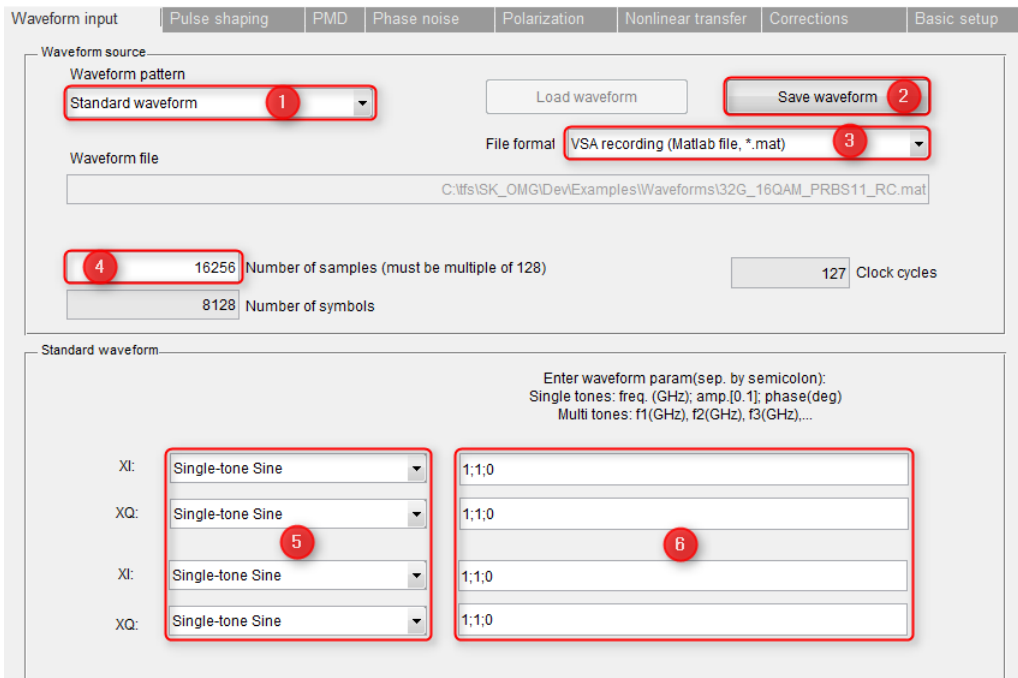 Waveform input Pulse shaping PMD Phase noise Polarization Nonlinear transfer Corrections Basic setup
Waveform source
Waveform pattern
Standard waveform 1 Load waveform Save waveform 2
File format VSA recording (Matlab file, *.mat) 3
Waveform file
C:\tfs\SK_OMG\Dev\Examples\Waveforms\32G_16QAM_PRBS11_RC.mat
4 16256 Number of samples (must be multiple of 128) 127 Clock cycles
8128 Number of symbols
Standard waveform
Enter waveform param(sep. by semicolon):
Single tones: freq. (GHz); amp.[0.1]; phase(deg)
Multi tones: f1(GHz), f2(GHz), f3(GHz),...
XI: Single-tone Sine 1;1;0
XQ: Single-tone Sine 1;1;0
5 6
XI: Single-tone Sine 1;1;0
XQ: Single-tone Sine 1;1;0